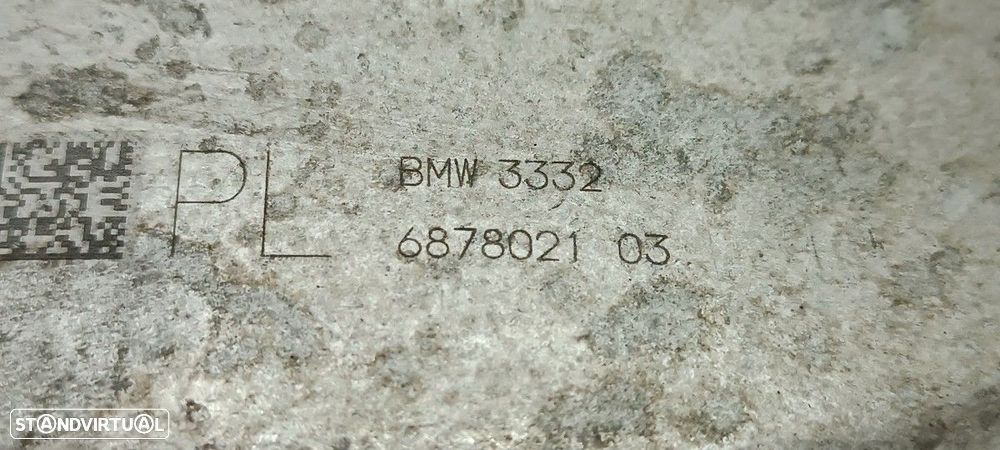 PL
BMW 3332
6878021 03
STANDVIRTUAL